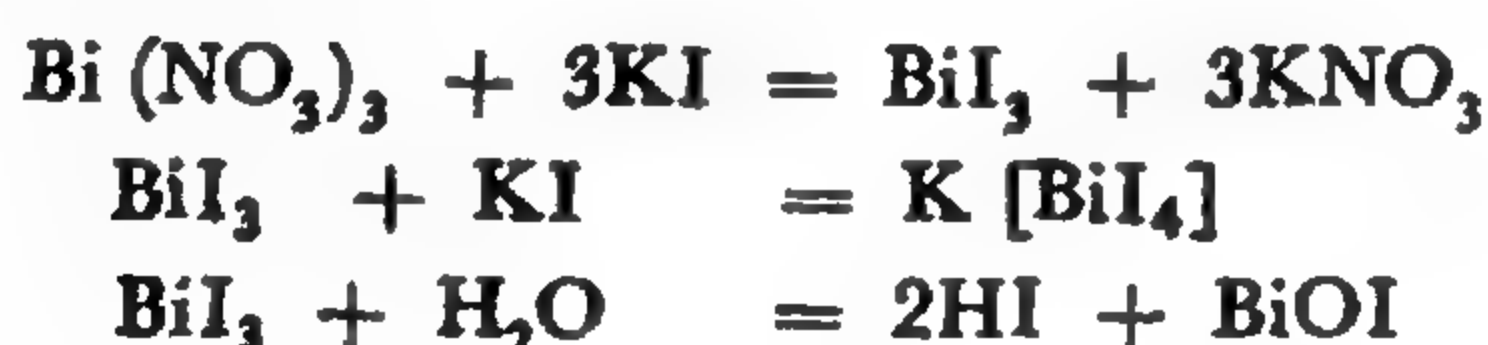 Bi (NO₃)₃ + 3KI = BiI₃ + 3KNO₃
BiI₃ + KI = K [BiI₄]
BiI₃ + H₂O = 2HI + BiOI